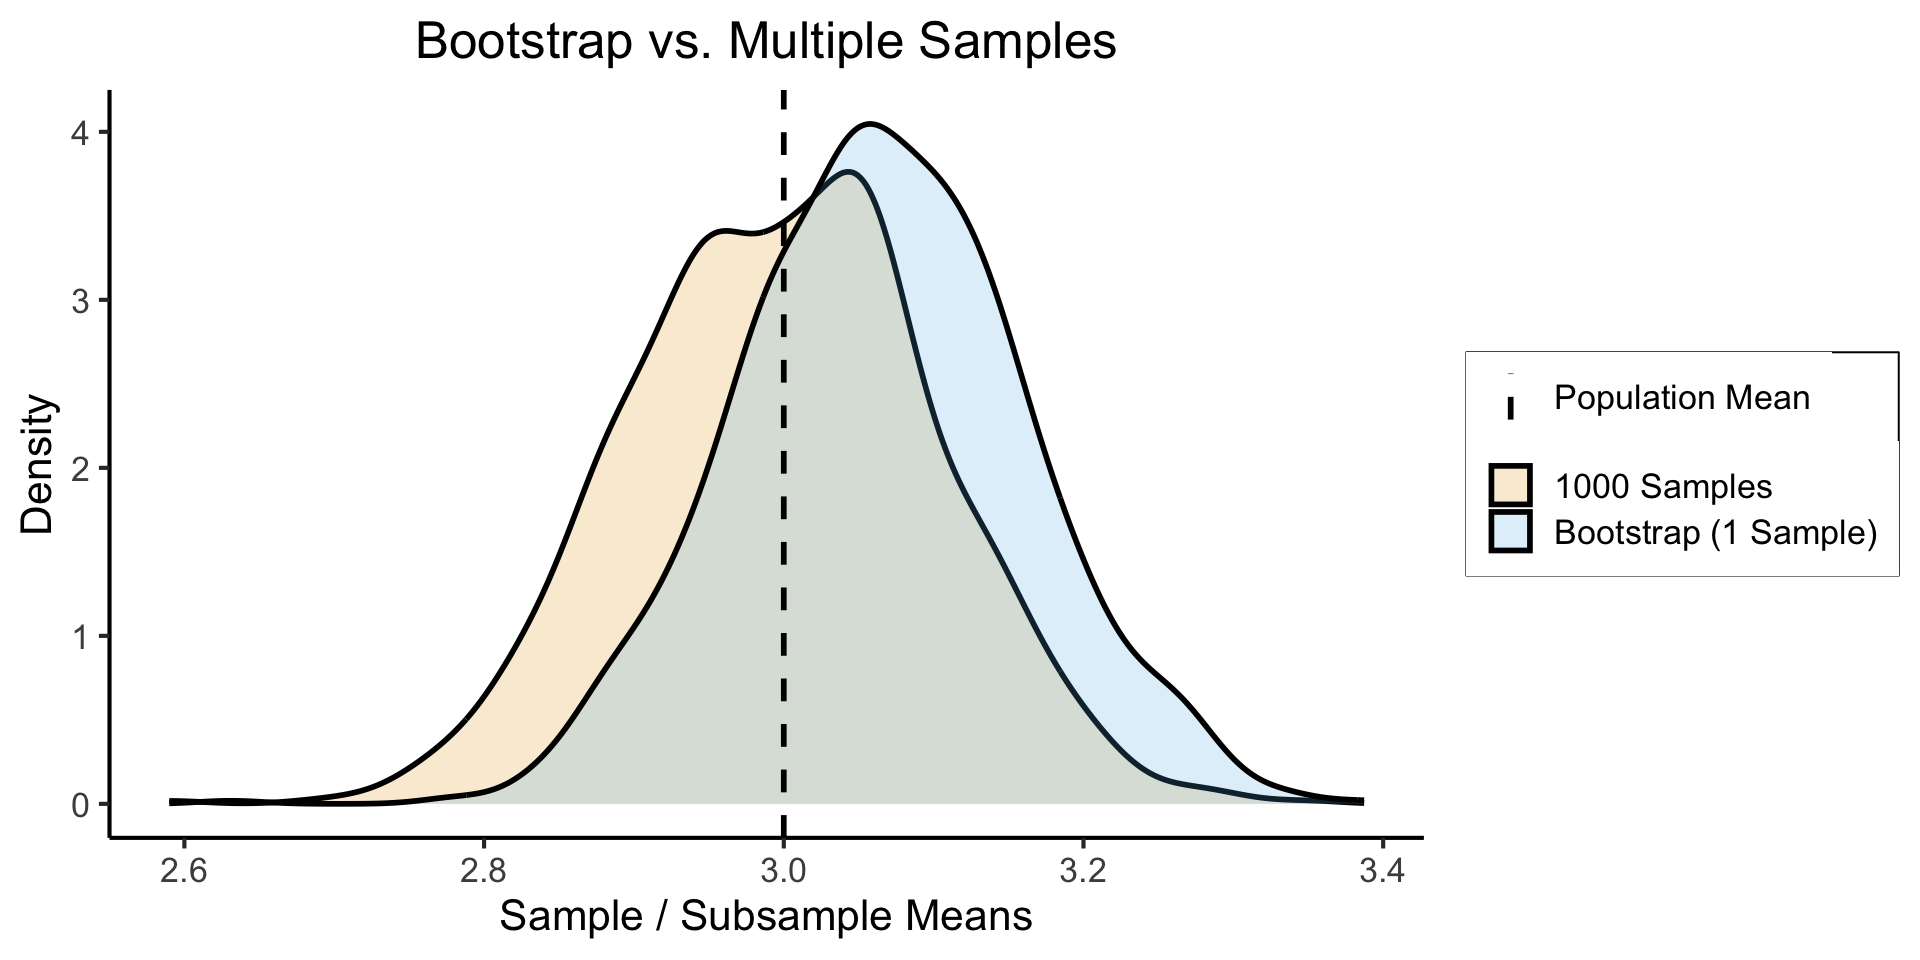 Bootstrap vs. Multiple Samples
4
3
2
1
0
Density
2.6 2.8 3.0 3.2 3.4
Sample / Subsample Means
Population Mean
1000 Samples
Bootstrap (1 Sample)